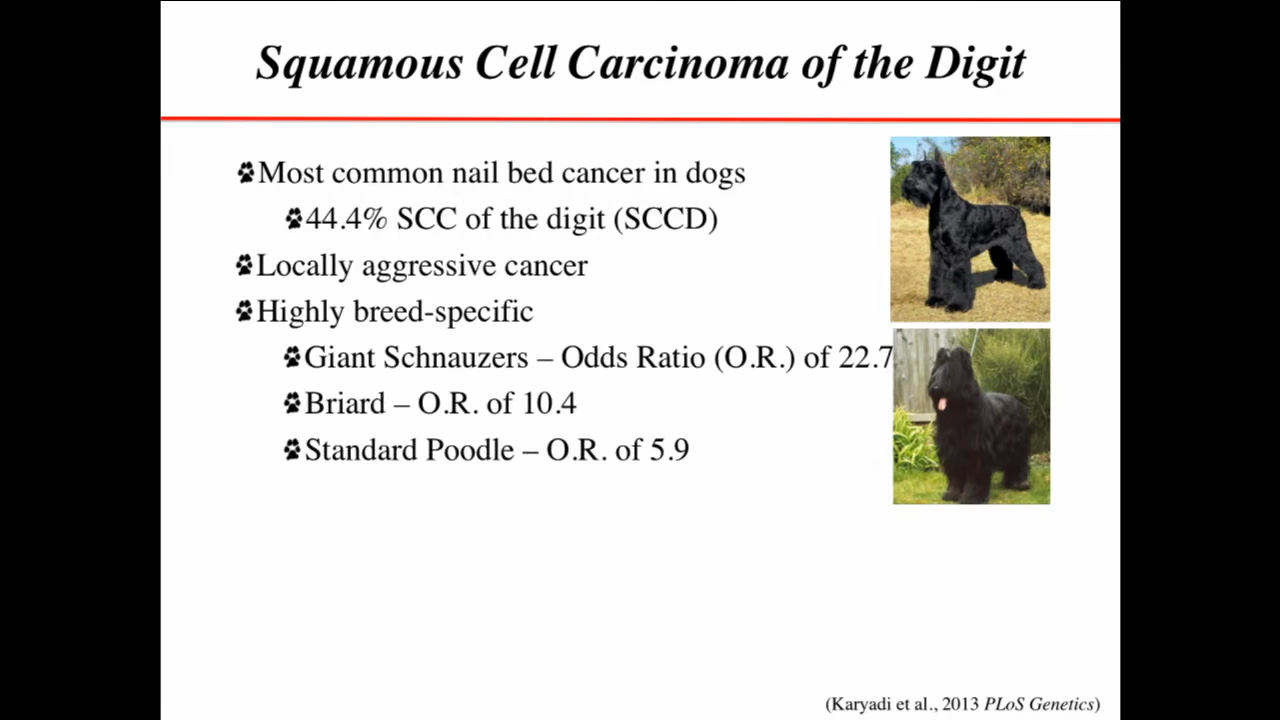 Squamous Cell Carcinoma of the Digit
Most common nail bed cancer in dogs
44.4% SCC of the digit (SCCD)
Locally aggressive cancer
Highly breed-specific
Giant Schnauzers – Odds Ratio (O.R.) of 22.7
Briard – O.R. of 10.4
Standard Poodle – O.R. of 5.9
(Karyadi et al., 2013 PLoS Genetics)